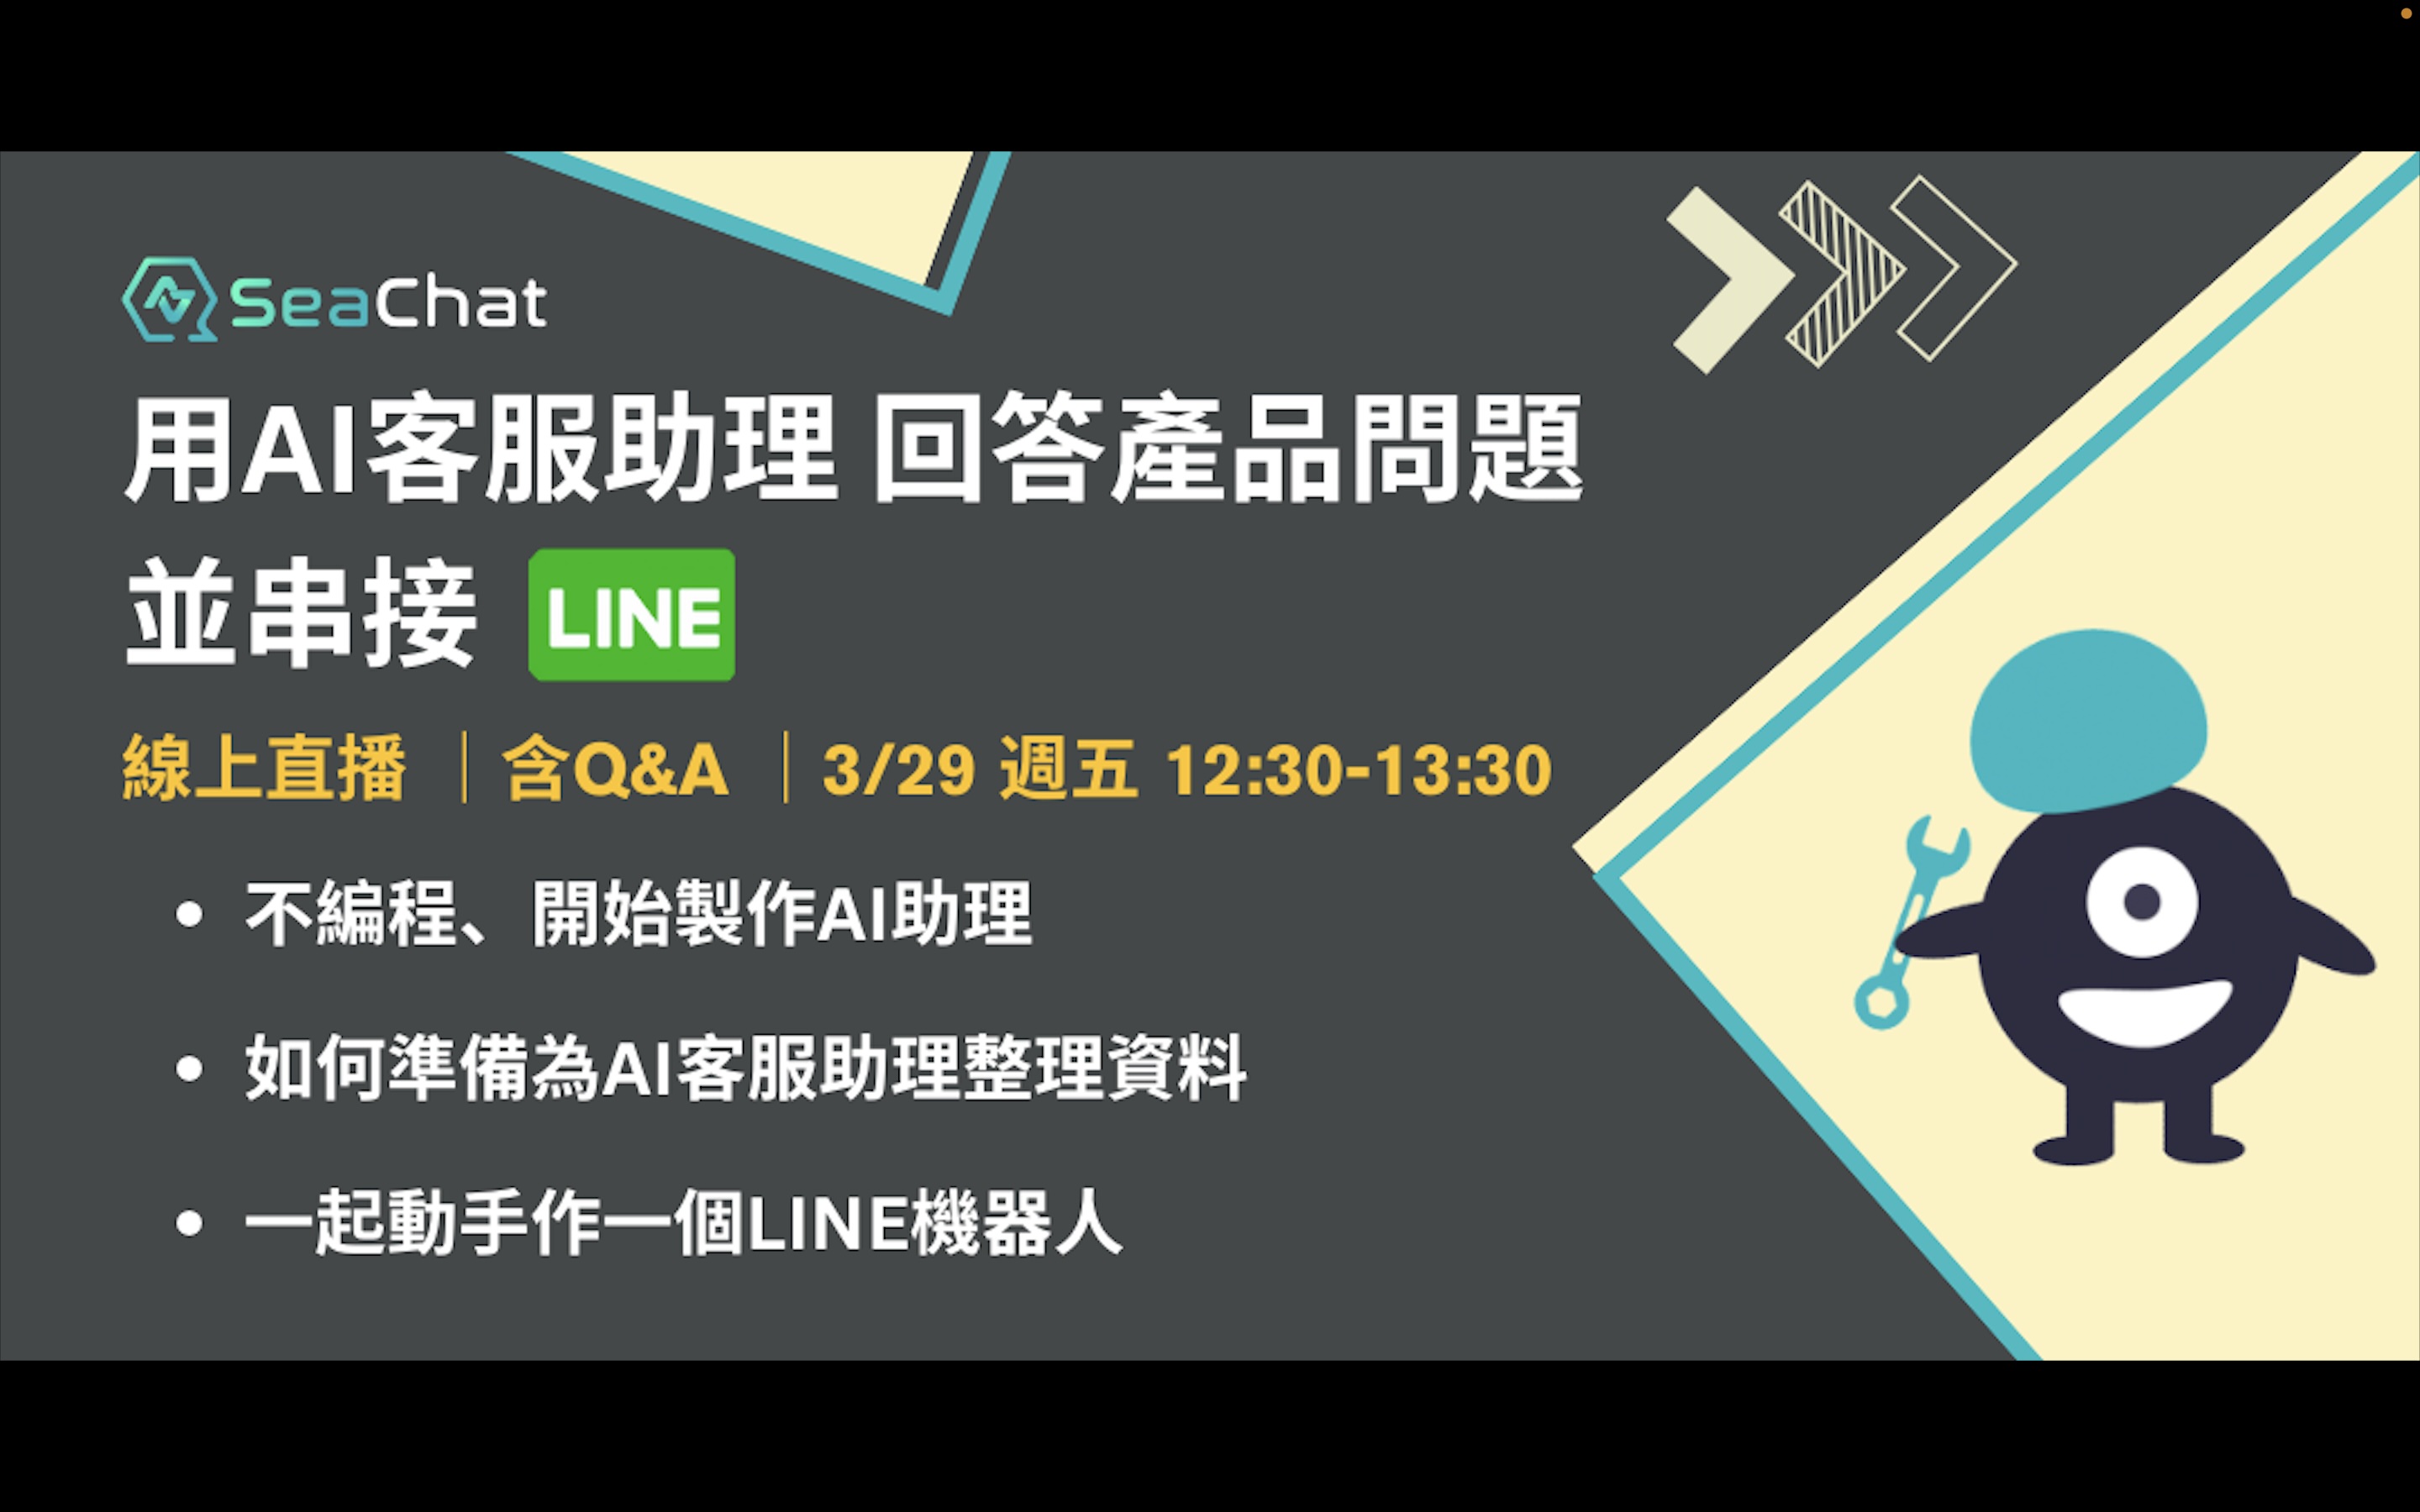 SeaChat
用AI客服助理 回答產品問題
並串接 LINE
線上直播 | 含Q&A | 3/29 週五 12:30-13:30
• 不編程、開始製作AI助理
• 如何準備為AI客服助理整理資料
• 一起動手作一個LINE機器人